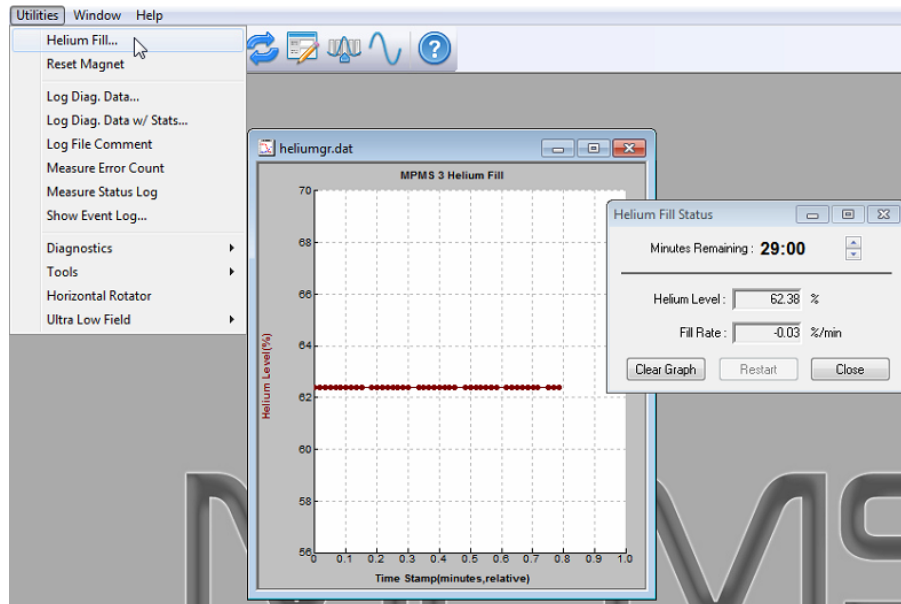 Utilities Window Help
Helium Fill...
Reset Magnet
Log Diag. Data...
Log Diag. Data w/ Stats...
Log File Comment
Measure Error Count
Measure Status Log
Show Event Log...
Diagnostics
Tools
Horizontal Rotator
Ultra Low Field
heliumgr.dat
MPMS 3 Helium Fill
70
68
66
64
62
60
58
56
Helium Level(%)
0 0.1 0.2 0.3 0.4 0.5 0.6 0.7 0.8 0.9 1.0
Time Stamp(minutes,relative)
Helium Fill Status
Minutes Remaining : 29:00
Helium Level : 62.38 %
Fill Rate : -0.03 %/min
Clear Graph Restart Close